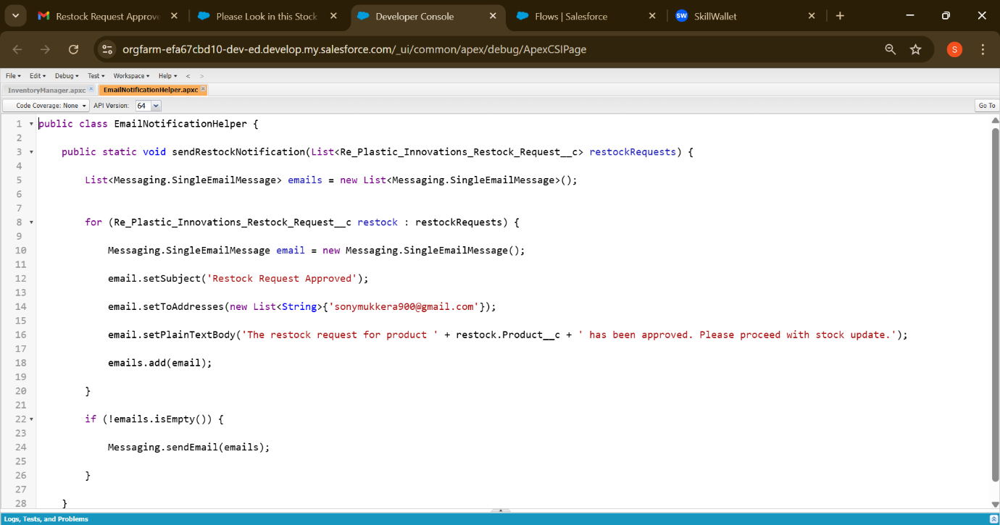 Restock Request Approve
Please Look in this Stock
Developer Console
Flows | Salesforce
SW SkillWallet
orgfarm-efa67cbd10-dev-ed.develop.my.salesforce.com/_ui/common/apex/debug/ApexCSIPage
S
File Edit Debug Test Workspace Help < >
InventoryManager.apxc EmailNotificationHelper.apxc
Code Coverage: None API Version: 64 Go To
1 public class EmailNotificationHelper {
2
3 public static void sendRestockNotification(List<Re_Plastic_Innovations_Restock_Request__c> restockRequests) {
4
5 List<Messaging.SingleEmailMessage> emails = new List<Messaging.SingleEmailMessage>();
6
7
8 for (Re_Plastic_Innovations_Restock_Request__c restock : restockRequests) {
9
10 Messaging.SingleEmailMessage email = new Messaging.SingleEmailMessage();
11
12 email.setSubject('Restock Request Approved');
13
14 email.setToAddresses(new List<String>{'sonymukkera900@gmail.com'});
15
16 email.setPlainTextBody('The restock request for product ' + restock.Product__c + ' has been approved. Please proceed with stock update.');
17
18 emails.add(email);
19
20 }
21
22 if (!emails.isEmpty()) {
23
24 Messaging.sendEmail(emails);
25
26 }
27
28 }
Logs, Tests, and Problems